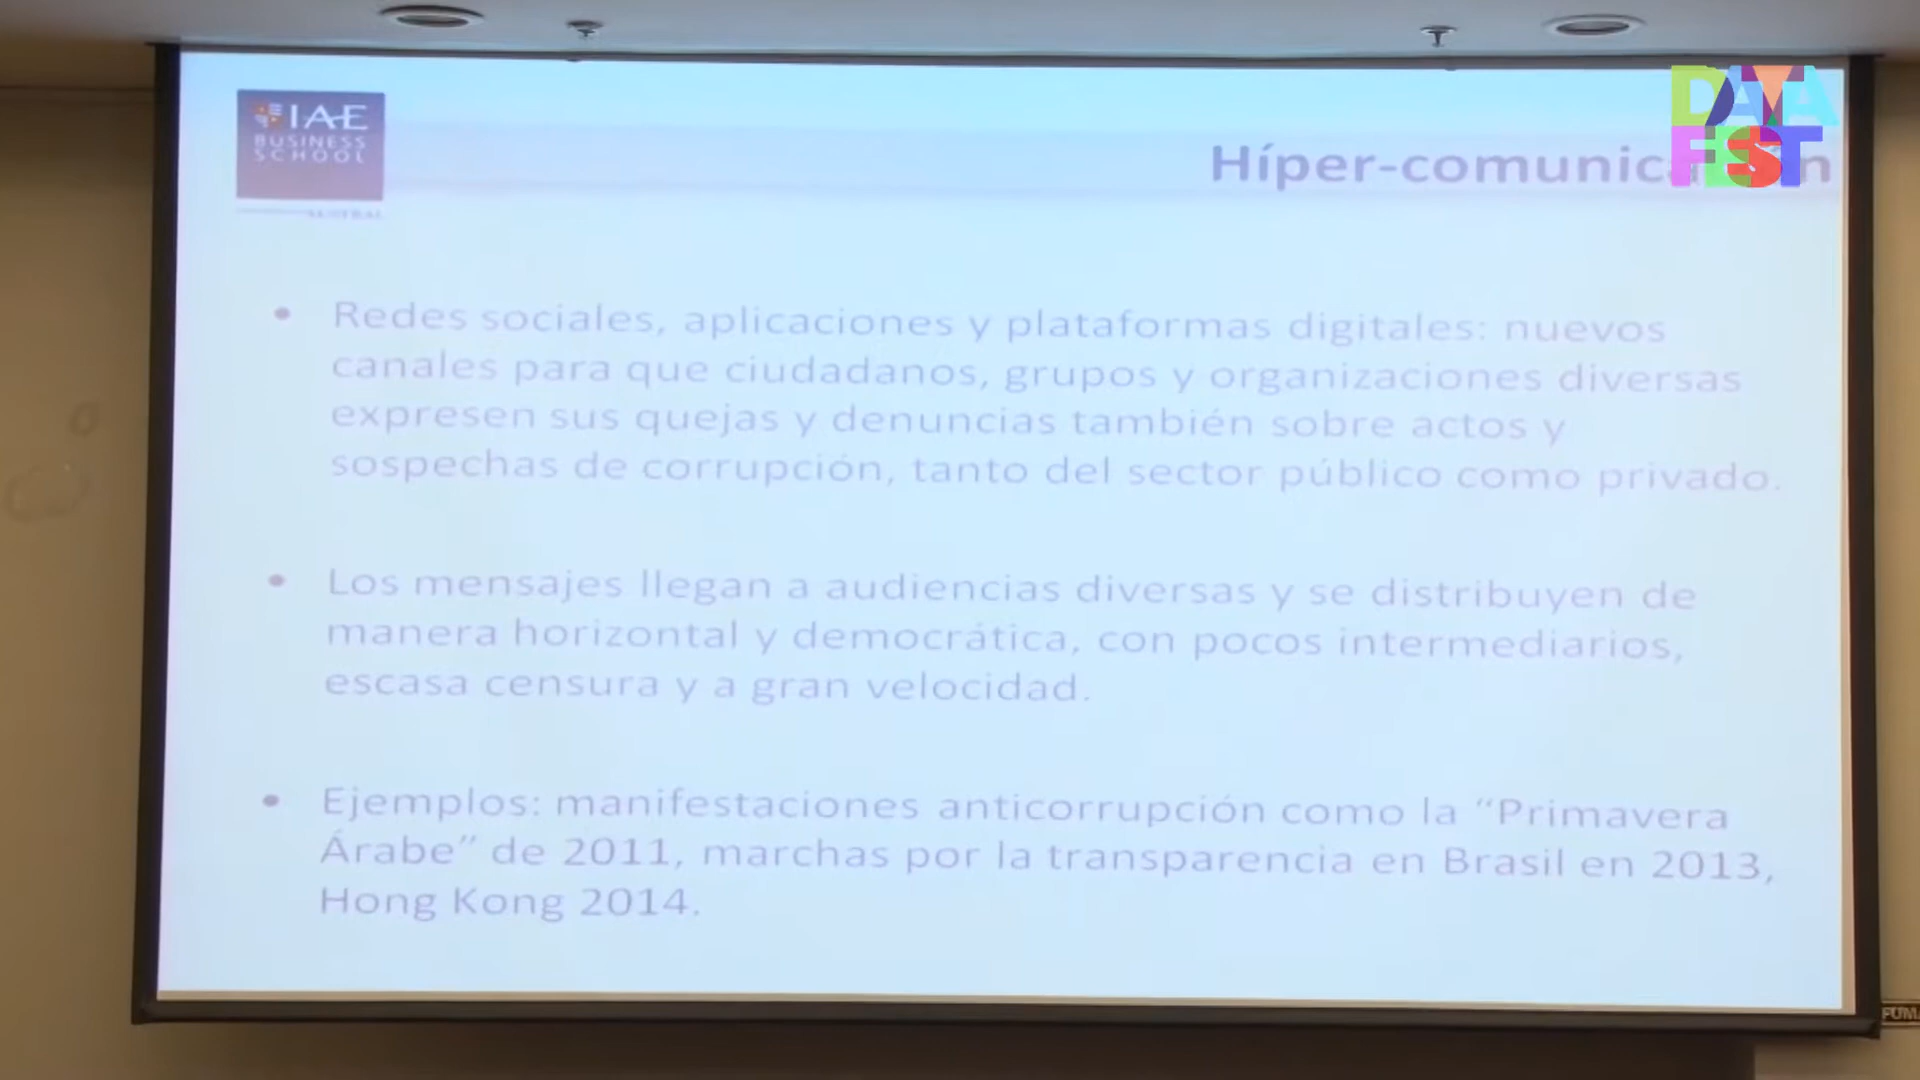 IAE
BUSINESS
SCHOOL
AUSTRAL
DATA
FEST
Redes sociales, aplicaciones y plataformas digitales: nuevos
canales para que ciudadanos, grupos y organizaciones diversas
expresen sus quejas y denuncias también sobre actos y
sospechas de corrupción, tanto del sector público como privado.
Los mensajes llegan a audiencias diversas y se distribuyen de
manera horizontal y democrática, con pocos intermediarios,
escasa censura y a gran velocidad.
Ejemplos: manifestaciones anticorrupción como la “Primavera
Árabe” de 2011, marchas por la transparencia en Brasil en 2013,
Hong Kong 2014.